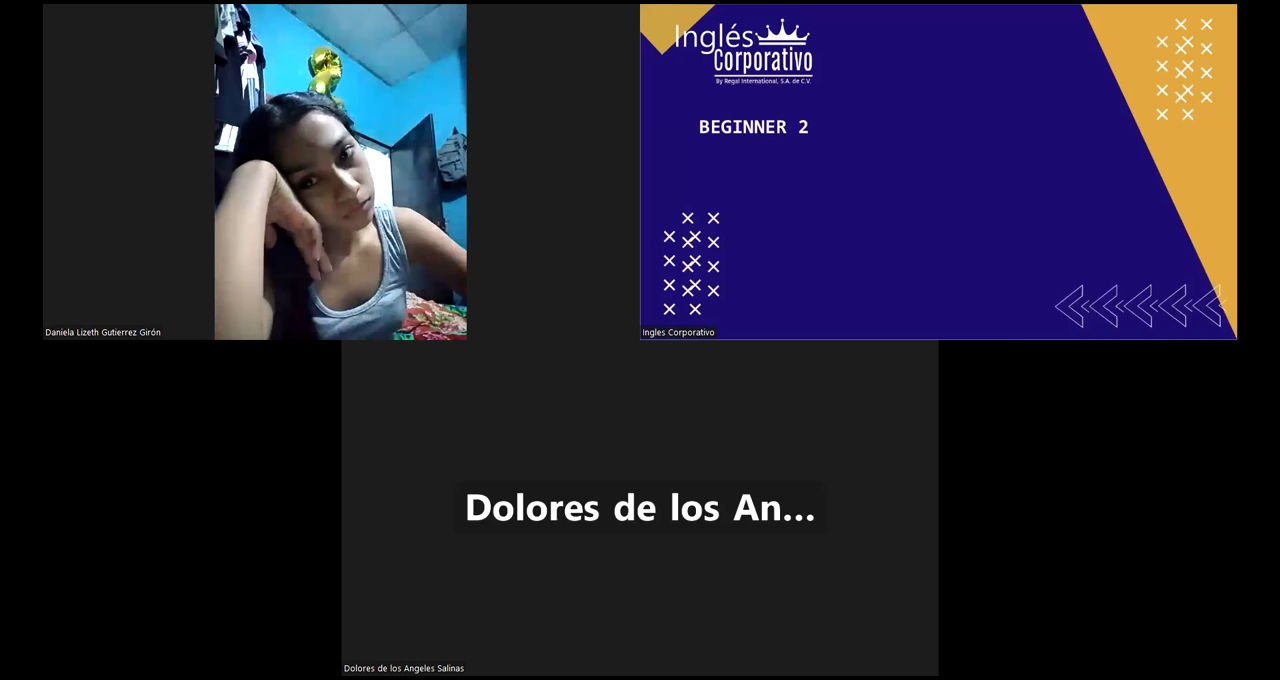 Inglés
Corporativo
By Regal International, S.A. de C.V.
BEGINNER 2
Daniela Lizeth Gutierrez Girón
Ingles Corporativo
Dolores de los An...
Dolores de los Angeles Salinas